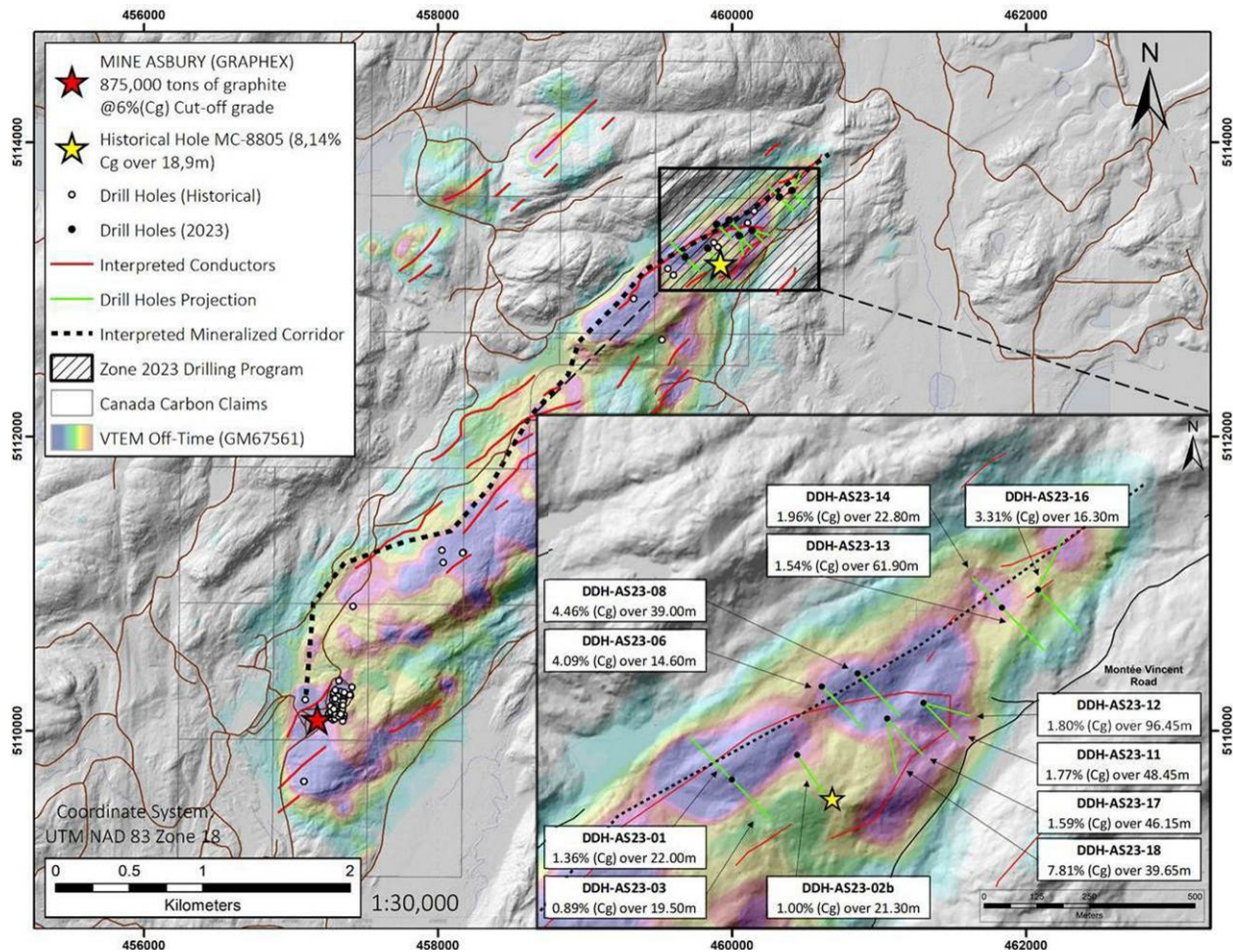 456000
458000
460000
462000
MINE ASBURY (GRAPHEX)
875,000 tons of graphite
@6%(Cg) Cut-off grade
Historical Hole MC-8805 (8,14%
Cg over 18,9m)
Drill Holes (Historical)
Drill Holes (2023)
Interpreted Conductors
Drill Holes Projection
Interpreted Mineralized Corridor
Zone 2023 Drilling Program
Canada Carbon Claims
VTEM Off-Time (GM67561)
N
5114000
5114000
5112000
5112000
5110000
5110000
N
DDH-AS23-14
1.96% (Cg) over 22.80m
DDH-AS23-16
3.31% (Cg) over 16.30m
DDH-AS23-13
1.54% (Cg) over 61.90m
DDH-AS23-08
4.46% (Cg) over 39.00m
DDH-AS23-06
4.09% (Cg) over 14.60m
Montée Vincent
Road
DDH-AS23-12
1.80% (Cg) over 96.45m
DDH-AS23-11
1.77% (Cg) over 48.45m
DDH-AS23-17
1.59% (Cg) over 46.15m
DDH-AS23-18
7.81% (Cg) over 39.65m
DDH-AS23-01
1.36% (Cg) over 22.00m
DDH-AS23-03
0.89% (Cg) over 19.50m
DDH-AS23-02b
1.00% (Cg) over 21.30m
0 125 250 500
Meters
Coordinate System:
UTM NAD 83 Zone 18
0 0.5 1 2
Kilometers
1:30,000
456000
458000
460000
462000